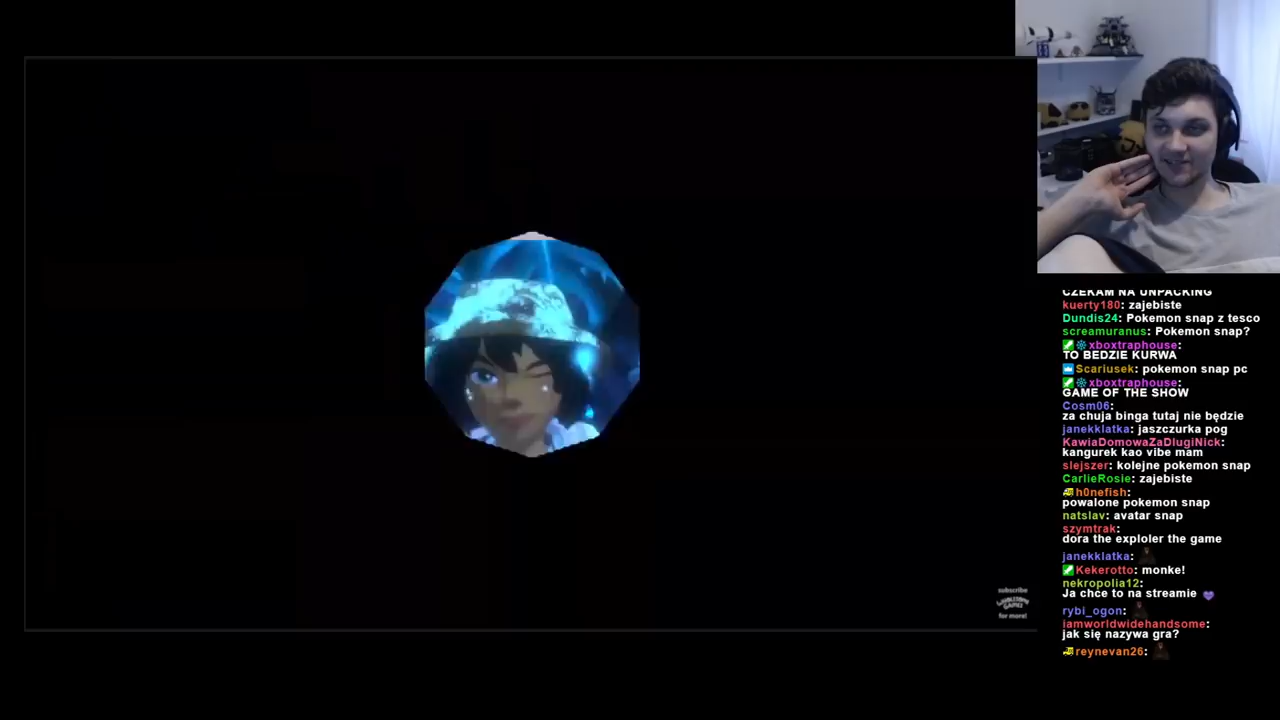 subscribe
for more!
CZEKAM NA UNPACKING
kuerty180: zajebiste
Dundis24: Pokemon snap z tesco
screamuranus: Pokemon snap?
xboxtraphouse:
TO BEDZIE KURWA
Scariusek: pokemon snap pc
xboxtraphouse:
GAME OF THE SHOW
Cosm06:
za chuja binga tutaj nie będzie
janekklatka: jaszczurka pog
KawiaDomowaZaDlugiNick:
kangurek kao vibe mam
slejszer: kolejne pokemon snap
CarlieRosie: zajebiste
h0nefish:
powalone pokemon snap
natslav: avatar snap
szymtrak:
dora the exploler the game
janekklatka:
Kekerotto: monke!
nekropolia12:
Ja chce to na streamie
rybi_ogon:
iamworldwidehandsome:
jak się nazywa gra?
reynevan26: